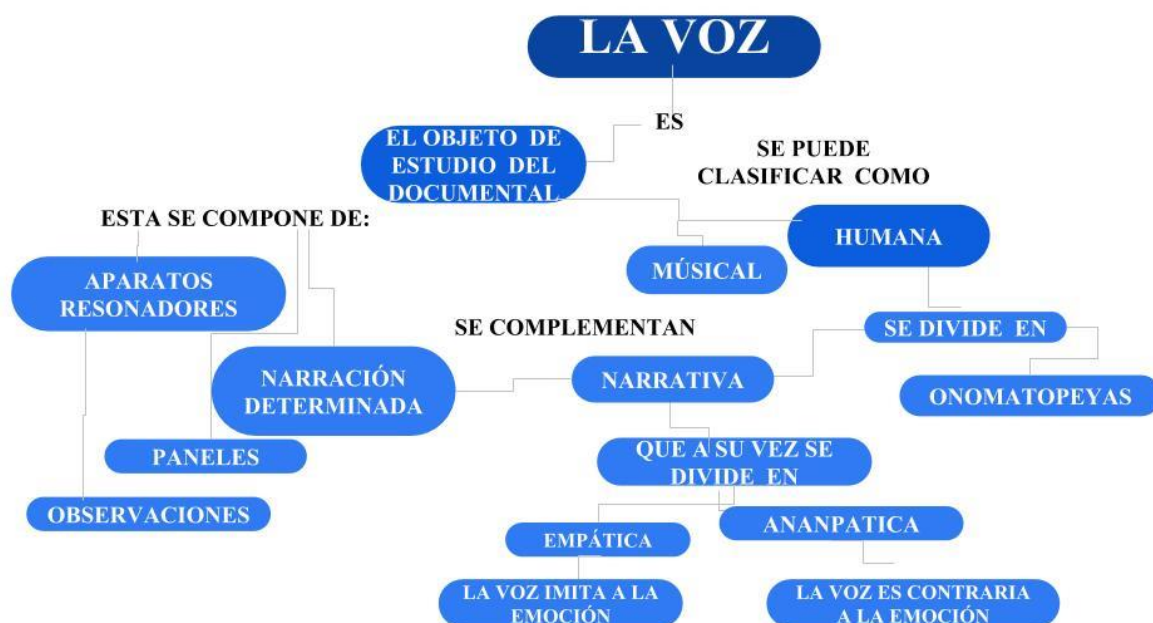 LA VOZ
ES
EL OBJETO DE
ESTUDIO DEL
DOCUMENTAL
SE PUEDE
CLASIFICAR COMO
ESTA SE COMPONE DE:
HUMANA
MÚSICAL
APARATOS
RESONADORES
SE COMPLEMENTAN
SE DIVIDE EN
NARRACIÓN
DETERMINADA
NARRATIVA
ONOMATOPEYAS
PANELES
QUE A SU VEZ SE
DIVIDE EN
OBSERVACIONES
ANANPATICA
EMPÁTICA
LA VOZ IMITA A LA
EMOCIÓN
LA VOZ ES CONTRARIA
A LA EMOCIÓN